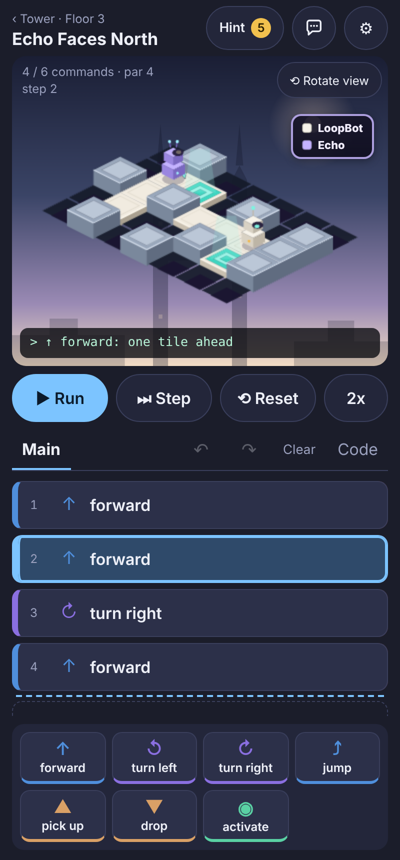 ‹ Tower · Floor 3
Echo Faces North
Hint 5
4 / 6 commands · par 4
step 2
⟲ Rotate view
LoopBot
Echo
> ↑ forward: one tile ahead
▶ Run
⏭ Step
⟲ Reset
2x
Main
↶ ↷ Clear Code
1 ↑ forward
2 ↑ forward
3 ↻ turn right
4 ↑ forward
↑ forward
↺ turn left
↻ turn right
⤴ jump
▲ pick up
▼ drop
◉ activate